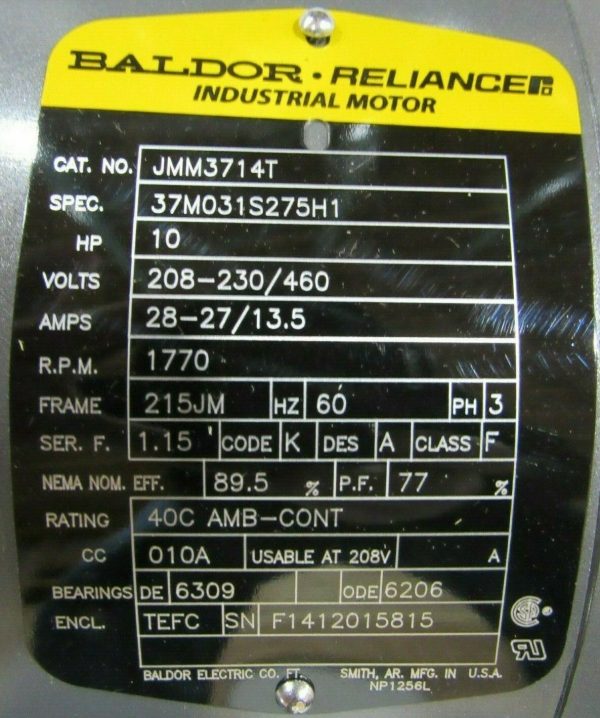 BALDOR · RELIANCE
INDUSTRIAL MOTOR
CAT. NO. JMM3714T
SPEC. 37M031S275H1
HP 10
VOLTS 208-230/460
AMPS 28-27/13.5
R.P.M. 1770
FRAME 215JM HZ 60 PH 3
SER. F. 1.15 CODE K DES A CLASS F
NEMA NOM. EFF. 89.5 % P.F. 77 %
RATING 40C AMB-CONT
CC 010A USABLE AT 208V A
BEARINGS DE 6309 ODE 6206
ENCL. TEFC SN F1412015815
BALDOR ELECTRIC CO. FT. SMITH, AR. MFG. IN U.S.A.
NP1256L